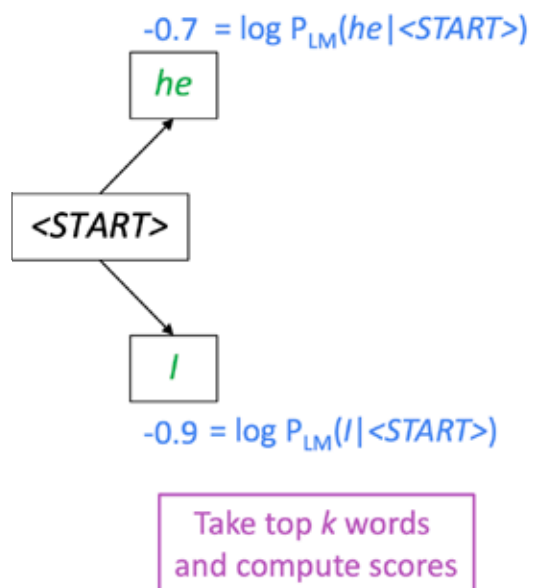 -0.7 = log P_LM(he|<START>)
he
<START>
I
-0.9 = log P_LM(I|<START>)
Take top k words
and compute scores